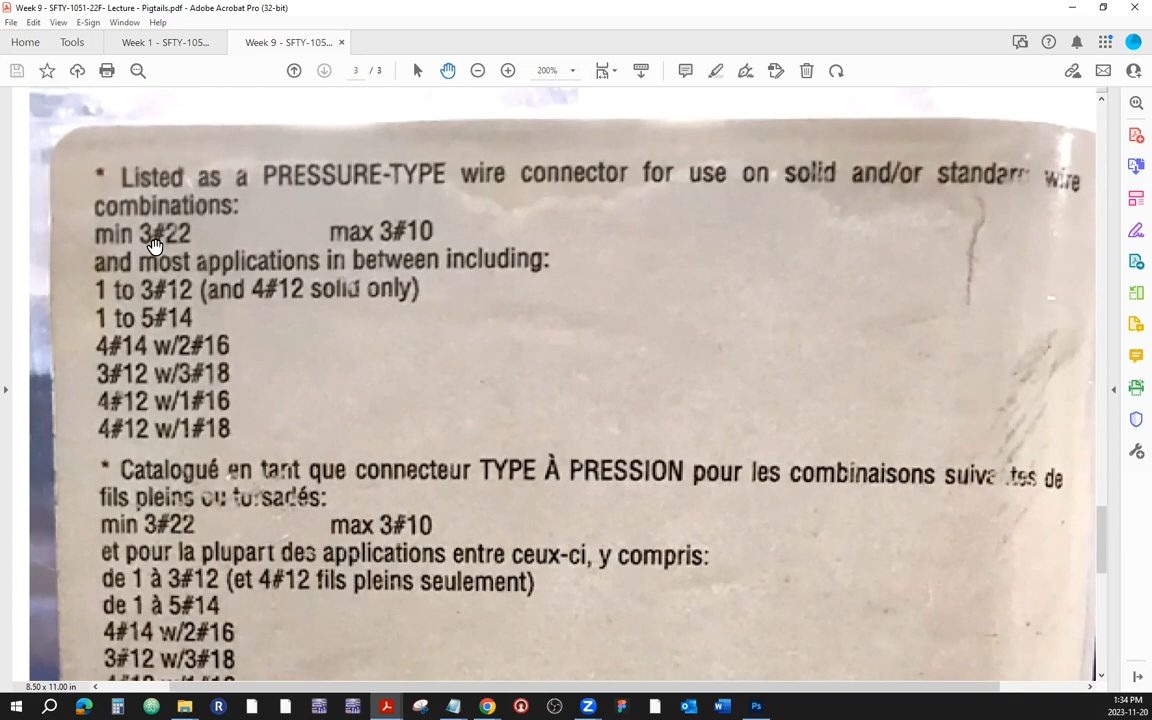 Week 9 - SFTY-1051-22F- Lecture - Pigtails.pdf - Adobe Acrobat Pro (32-bit)
File Edit View E-Sign Window Help
Home Tools Week 1 - SFTY-105... Week 9 - SFTY-105...
3 / 3 200%
* Listed as a PRESSURE-TYPE wire connector for use on solid and/or standard wire
combinations:
min 3#22 max 3#10
and most applications in between including:
1 to 3#12 (and 4#12 solid only)
1 to 5#14
4#14 w/2#16
3#12 w/3#18
4#12 w/1#16
4#12 w/1#18
* Catalogué en tant que connecteur TYPE À PRESSION pour les combinaisons suivantes de
fils pleins ou torsadés:
min 3#22 max 3#10
et pour la plupart des applications entre ceux-ci, y compris:
de 1 à 3#12 (et 4#12 fils pleins seulement)
de 1 à 5#14
4#14 w/2#16
3#12 w/3#18
8.50 x 11.00 in
1:34 PM
2023-11-20